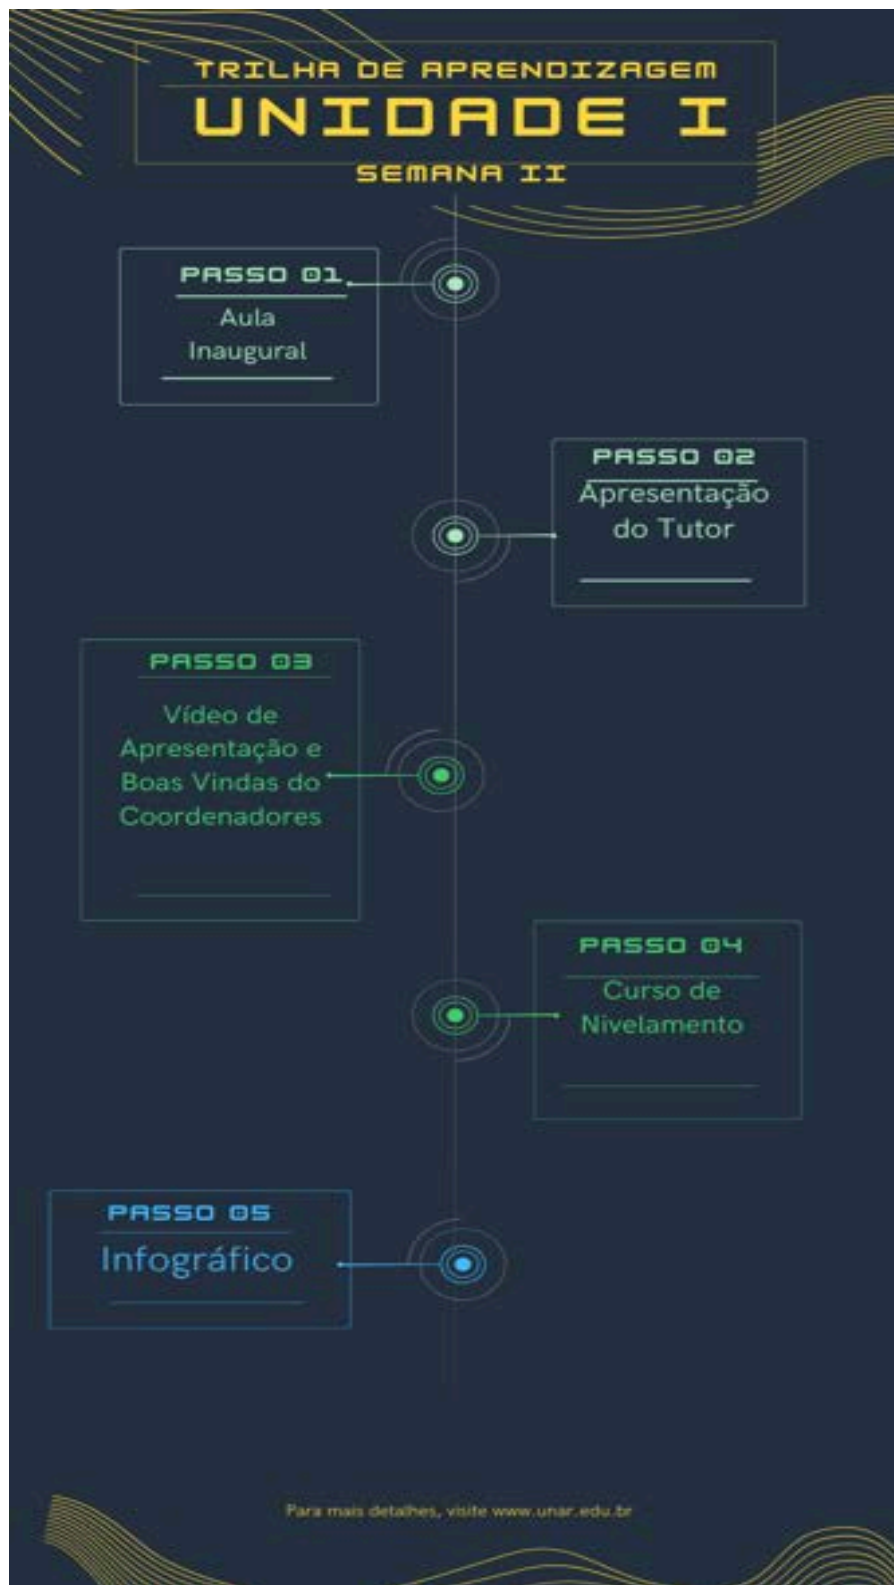 TRILHA DE APRENDIZAGEM
UNIDADE I
SEMANA II
PASSO 01
Aula
Inaugural
PASSO 02
Apresentação
do Tutor
PASSO 03
Vídeo de
Apresentação e
Boas Vindas do
Coordenadores
PASSO 04
Curso de
Nivelamento
PASSO 05
Infográfico
Para mais detalhes, visite www.unar.edu.br